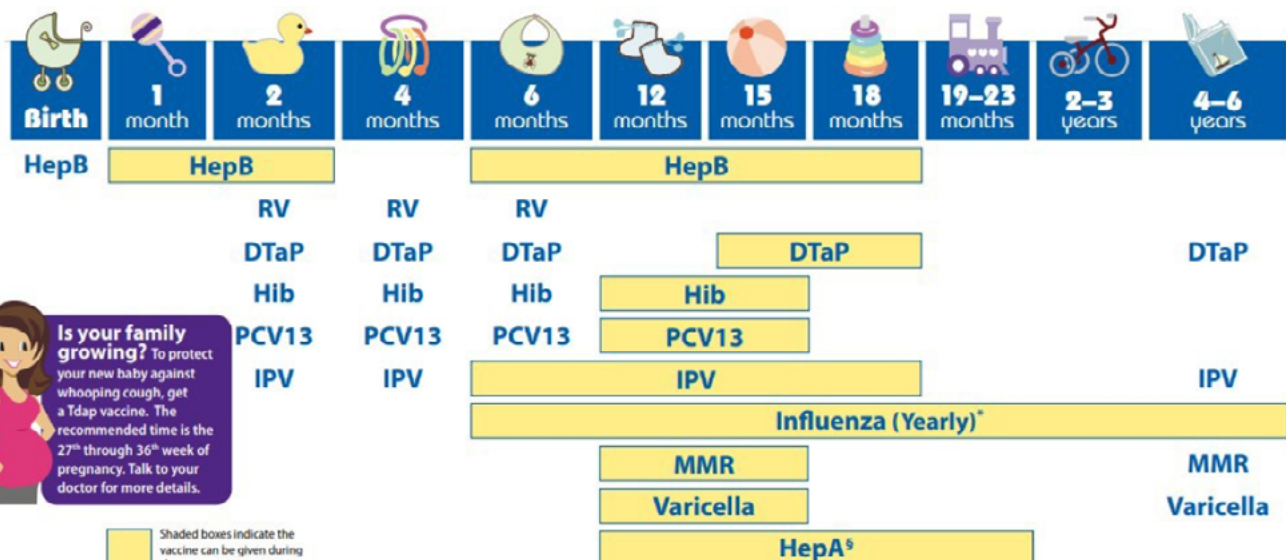 Birth
1 month
2 months
4 months
6 months
12 months
15 months
18 months
19–23 months
2–3 years
4–6 years
HepB HepB HepB
RV RV RV
DTaP DTaP DTaP DTaP DTaP
Hib Hib Hib Hib
PCV13 PCV13 PCV13 PCV13
IPV IPV IPV IPV
Influenza (Yearly)*
MMR MMR
Varicella Varicella
HepA§
Is your family
growing? To protect
your new baby against
whooping cough, get
a Tdap vaccine. The
recommended time is the
27th through 36th week of
pregnancy. Talk to your
doctor for more details.
Shaded boxes indicate the
vaccine can be given during